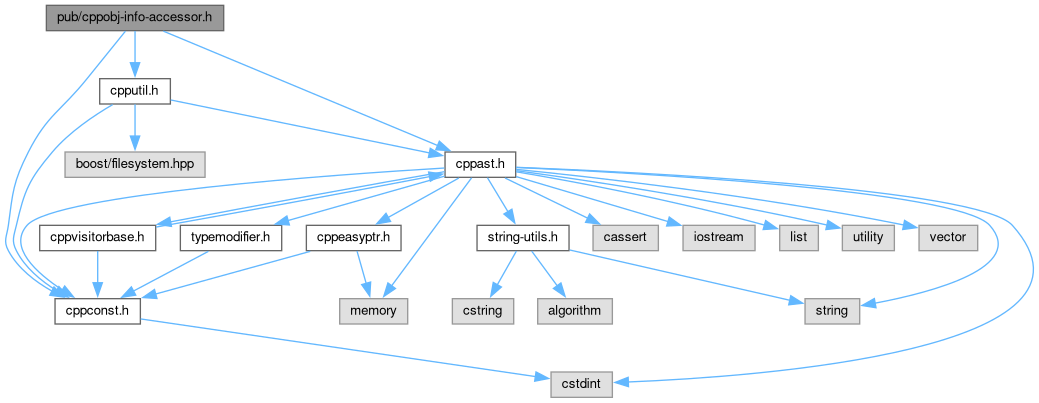 pub/cppobj-info-accessor.h
cpputil.h
boost/filesystem.hpp
cppast.h
cppvisitorbase.h
typemodifier.h
cppeasyptr.h
string-utils.h
cassert
iostream
list
utility
vector
cppconst.h
memory
cstring
algorithm
string
cstdint